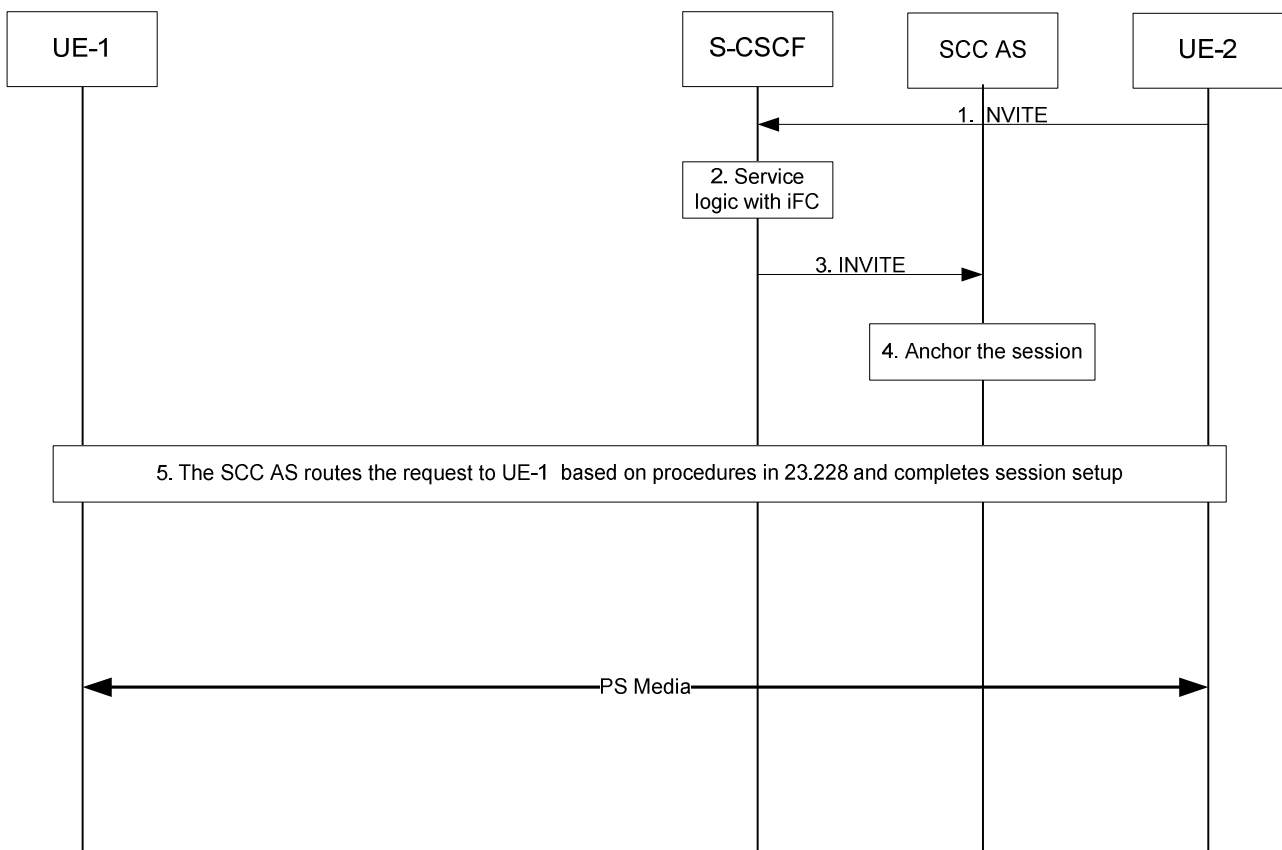 UE-1
S-CSCF
SCC AS
UE-2
1. NVITE
2. Service
logic with iFC
3. INVITE
4. Anchor the session
5. The SCC AS routes the request to UE-1 based on procedures in 23.228 and completes session setup
PS Media